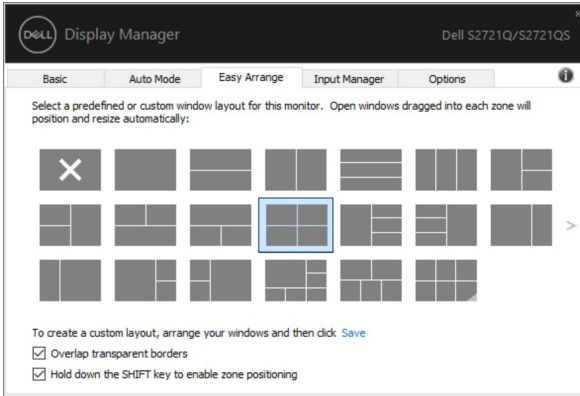 DELL Display Manager
Dell S2721Q/S2721QS
Basic Auto Mode Easy Arrange Input Manager Options
Select a predefined or custom window layout for this monitor. Open windows dragged into each zone will
position and resize automatically:
To create a custom layout, arrange your windows and then click Save
Overlap transparent borders
Hold down the SHIFT key to enable zone positioning